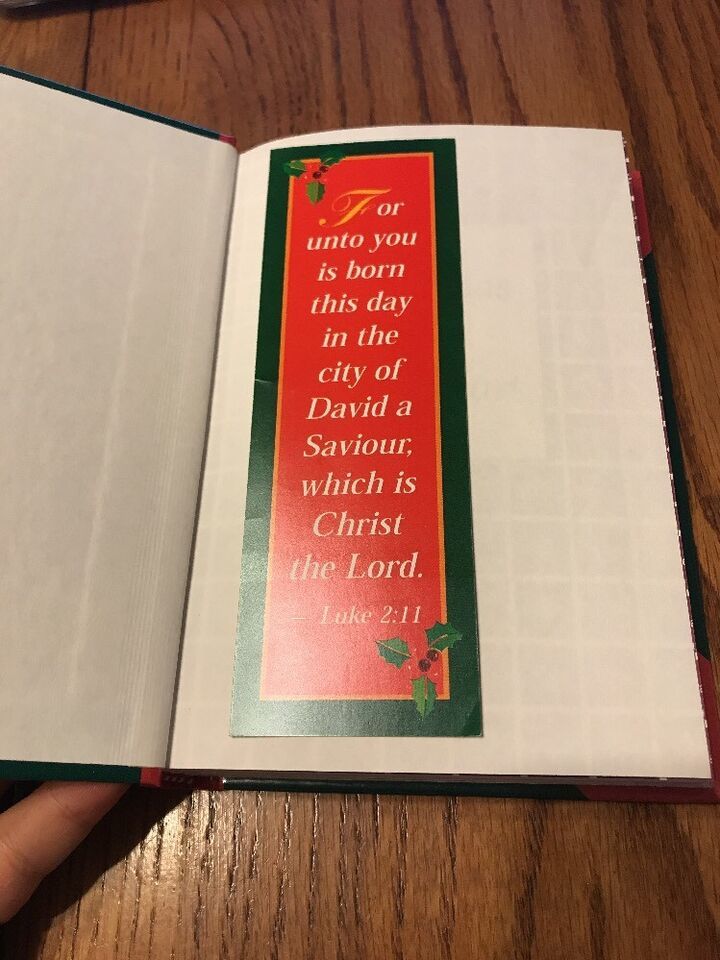 For
unto you
is born
this day
in the
city of
David a
Saviour,
which is
Christ
the Lord.
— Luke 2:11